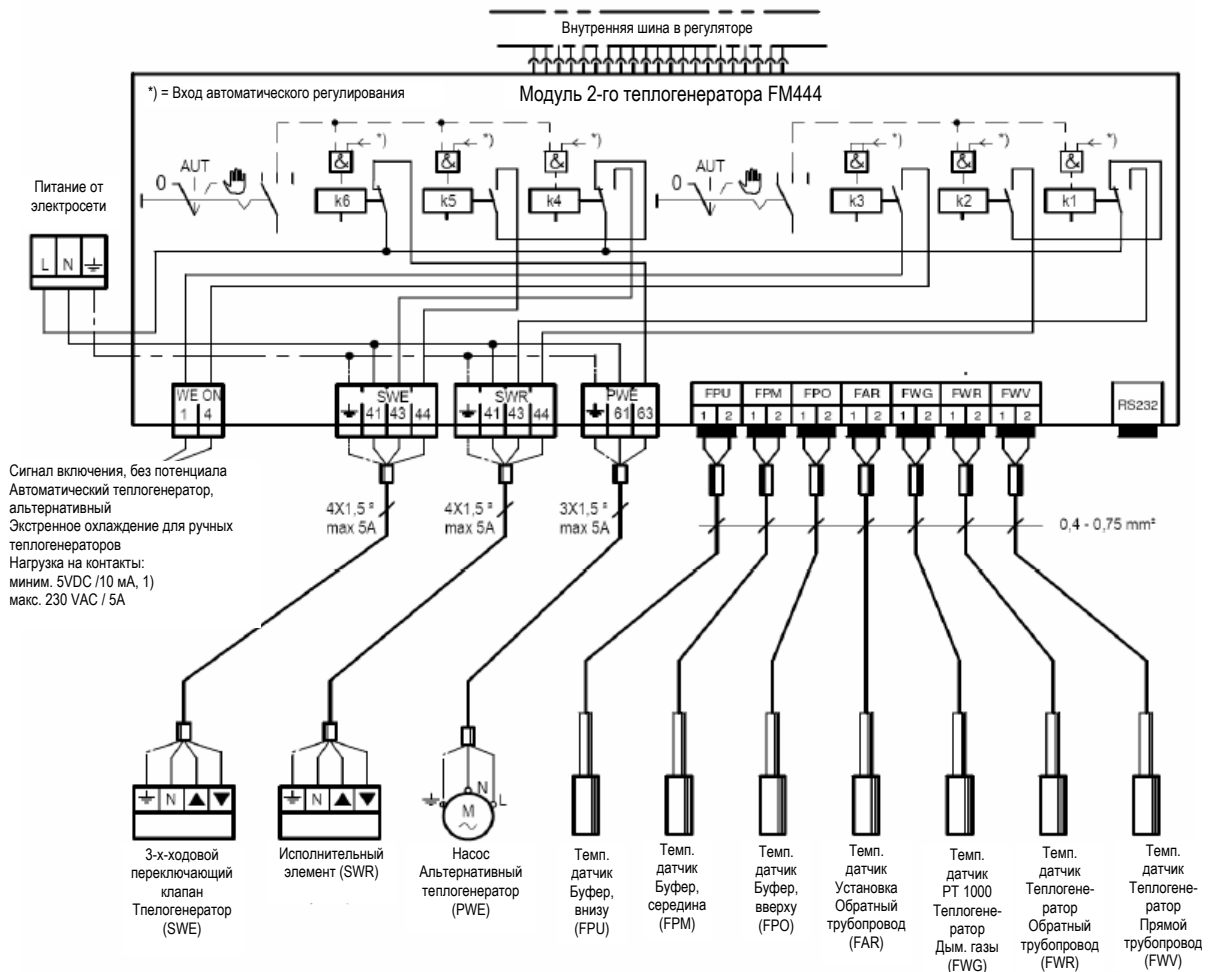 Внутренняя шина в регуляторе
*) = Вход автоматического регулирования
Модуль 2-го теплогенератора FM444
*)
*)
*)
*)
*)
*)
&
&
&
&
&
&
0
AUT
k6
k5
k4
0
AUT
k3
k2
k1
Питание от
электросети
L N
WE ON
1 4
SWE
41 43 44
SWR
41 43 44
PWE
61 63
FPU FPM FPO FAR FWG FWR FWV
1 2 1 2 1 2 1 2 1 2 1 2 1 2
RS232
Сигнал включения, без потенциала
Автоматический теплогенератор,
альтернативный
Экстренное охлаждение для ручных
теплогенераторов
Нагрузка на контакты:
миним. 5VDC /10 мА, 1)
макс. 230 VAC / 5A
4X1,5 ²
max 5A
4X1,5 ²
max 5A
3X1,5 ²
max 5A
0,4 - 0,75 mm²
N
N
M
N
L
3-х-ходовой
переключающий
клапан
Тпелогенератор
(SWE)
Исполнительный
элемент (SWR)
Насос
Альтернативный
теплогенератор
(PWE)
Темп.
датчик
Буфер,
внизу
(FPU)
Темп.
датчик
Буфер,
середина
(FPM)
Темп.
датчик
Буфер,
вверху
(FPO)
Темп.
датчик
Установка
Обратный
трубопровод
(FAR)
Темп.
датчик
PT 1000
Теплогене-
ратор
Дым. газы
(FWG)
Темп.
датчик
Теплогене-
ратор
Обратный
трубопровод
(FWR)
Темп.
датчик
Теплогене-
ратор
Прямой
трубопровод
(FWV)